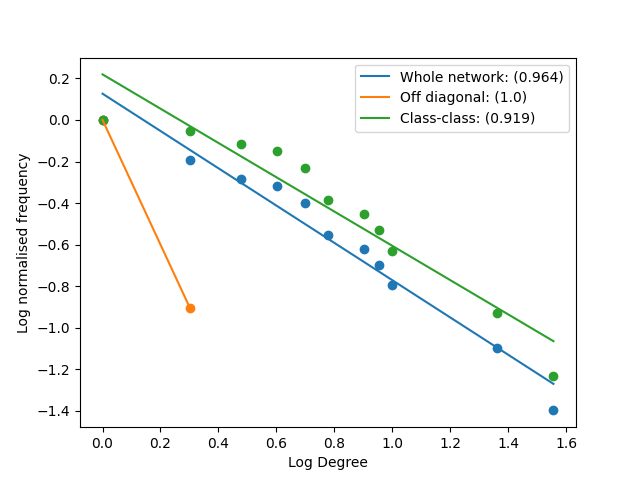 Whole network: (0.964)
Off diagonal: (1.0)
Class-class: (0.919)
0.2
0.0
−0.2
−0.4
−0.6
−0.8
−1.0
−1.2
−1.4
Log normalised frequency
0.0 0.2 0.4 0.6 0.8 1.0 1.2 1.4 1.6
Log Degree